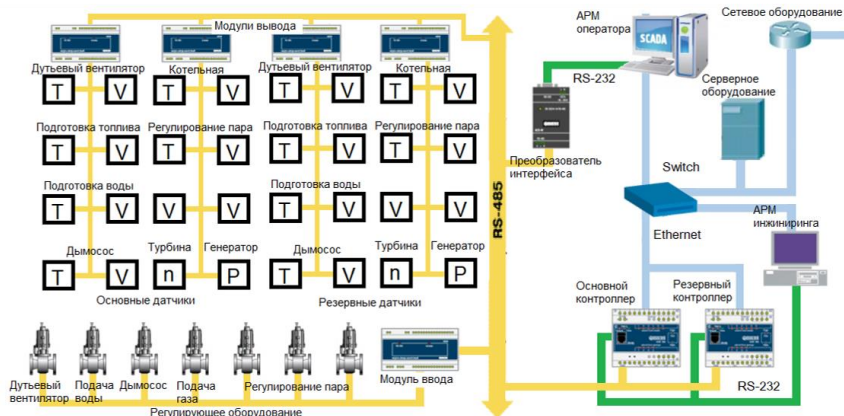 Модули вывода
АРМ
оператора
Сетевое оборудование
SCADA
Дутьевый вентилятор
Котельная
Дутьевый вентилятор
Котельная
RS-232
Серверное
оборудование
T
V
T
V
T
V
T
V
Подготовка топлива
Регулирование пара
Подготовка топлива
Регулирование пара
T
V
T
V
T
V
T
V
Преобразователь
интерфейса
Switch
Подготовка воды
Подготовка воды
T
V
V
V
T
V
V
V
RS-485
АРМ
инжиниринга
Ethernet
Дымосос
Турбина
Генератор
Дымосос
Турбина
Генератор
T
V
n
P
T
V
n
P
Основные датчики
Резервные датчики
Основной
контроллер
Резервный
контроллер
Модуль ввода
Дутьевый
вентилятор
Подача
воды
Дымосос
Подача
газа
Регулирование пара
Регулирующее оборудование
RS-232